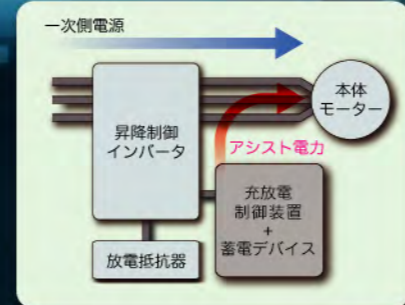 一次側電源
本体
モーター
昇降制御
インバータ
アシスト電力
充放電
制御装置
+
蓄電デバイス
放電抵抗器